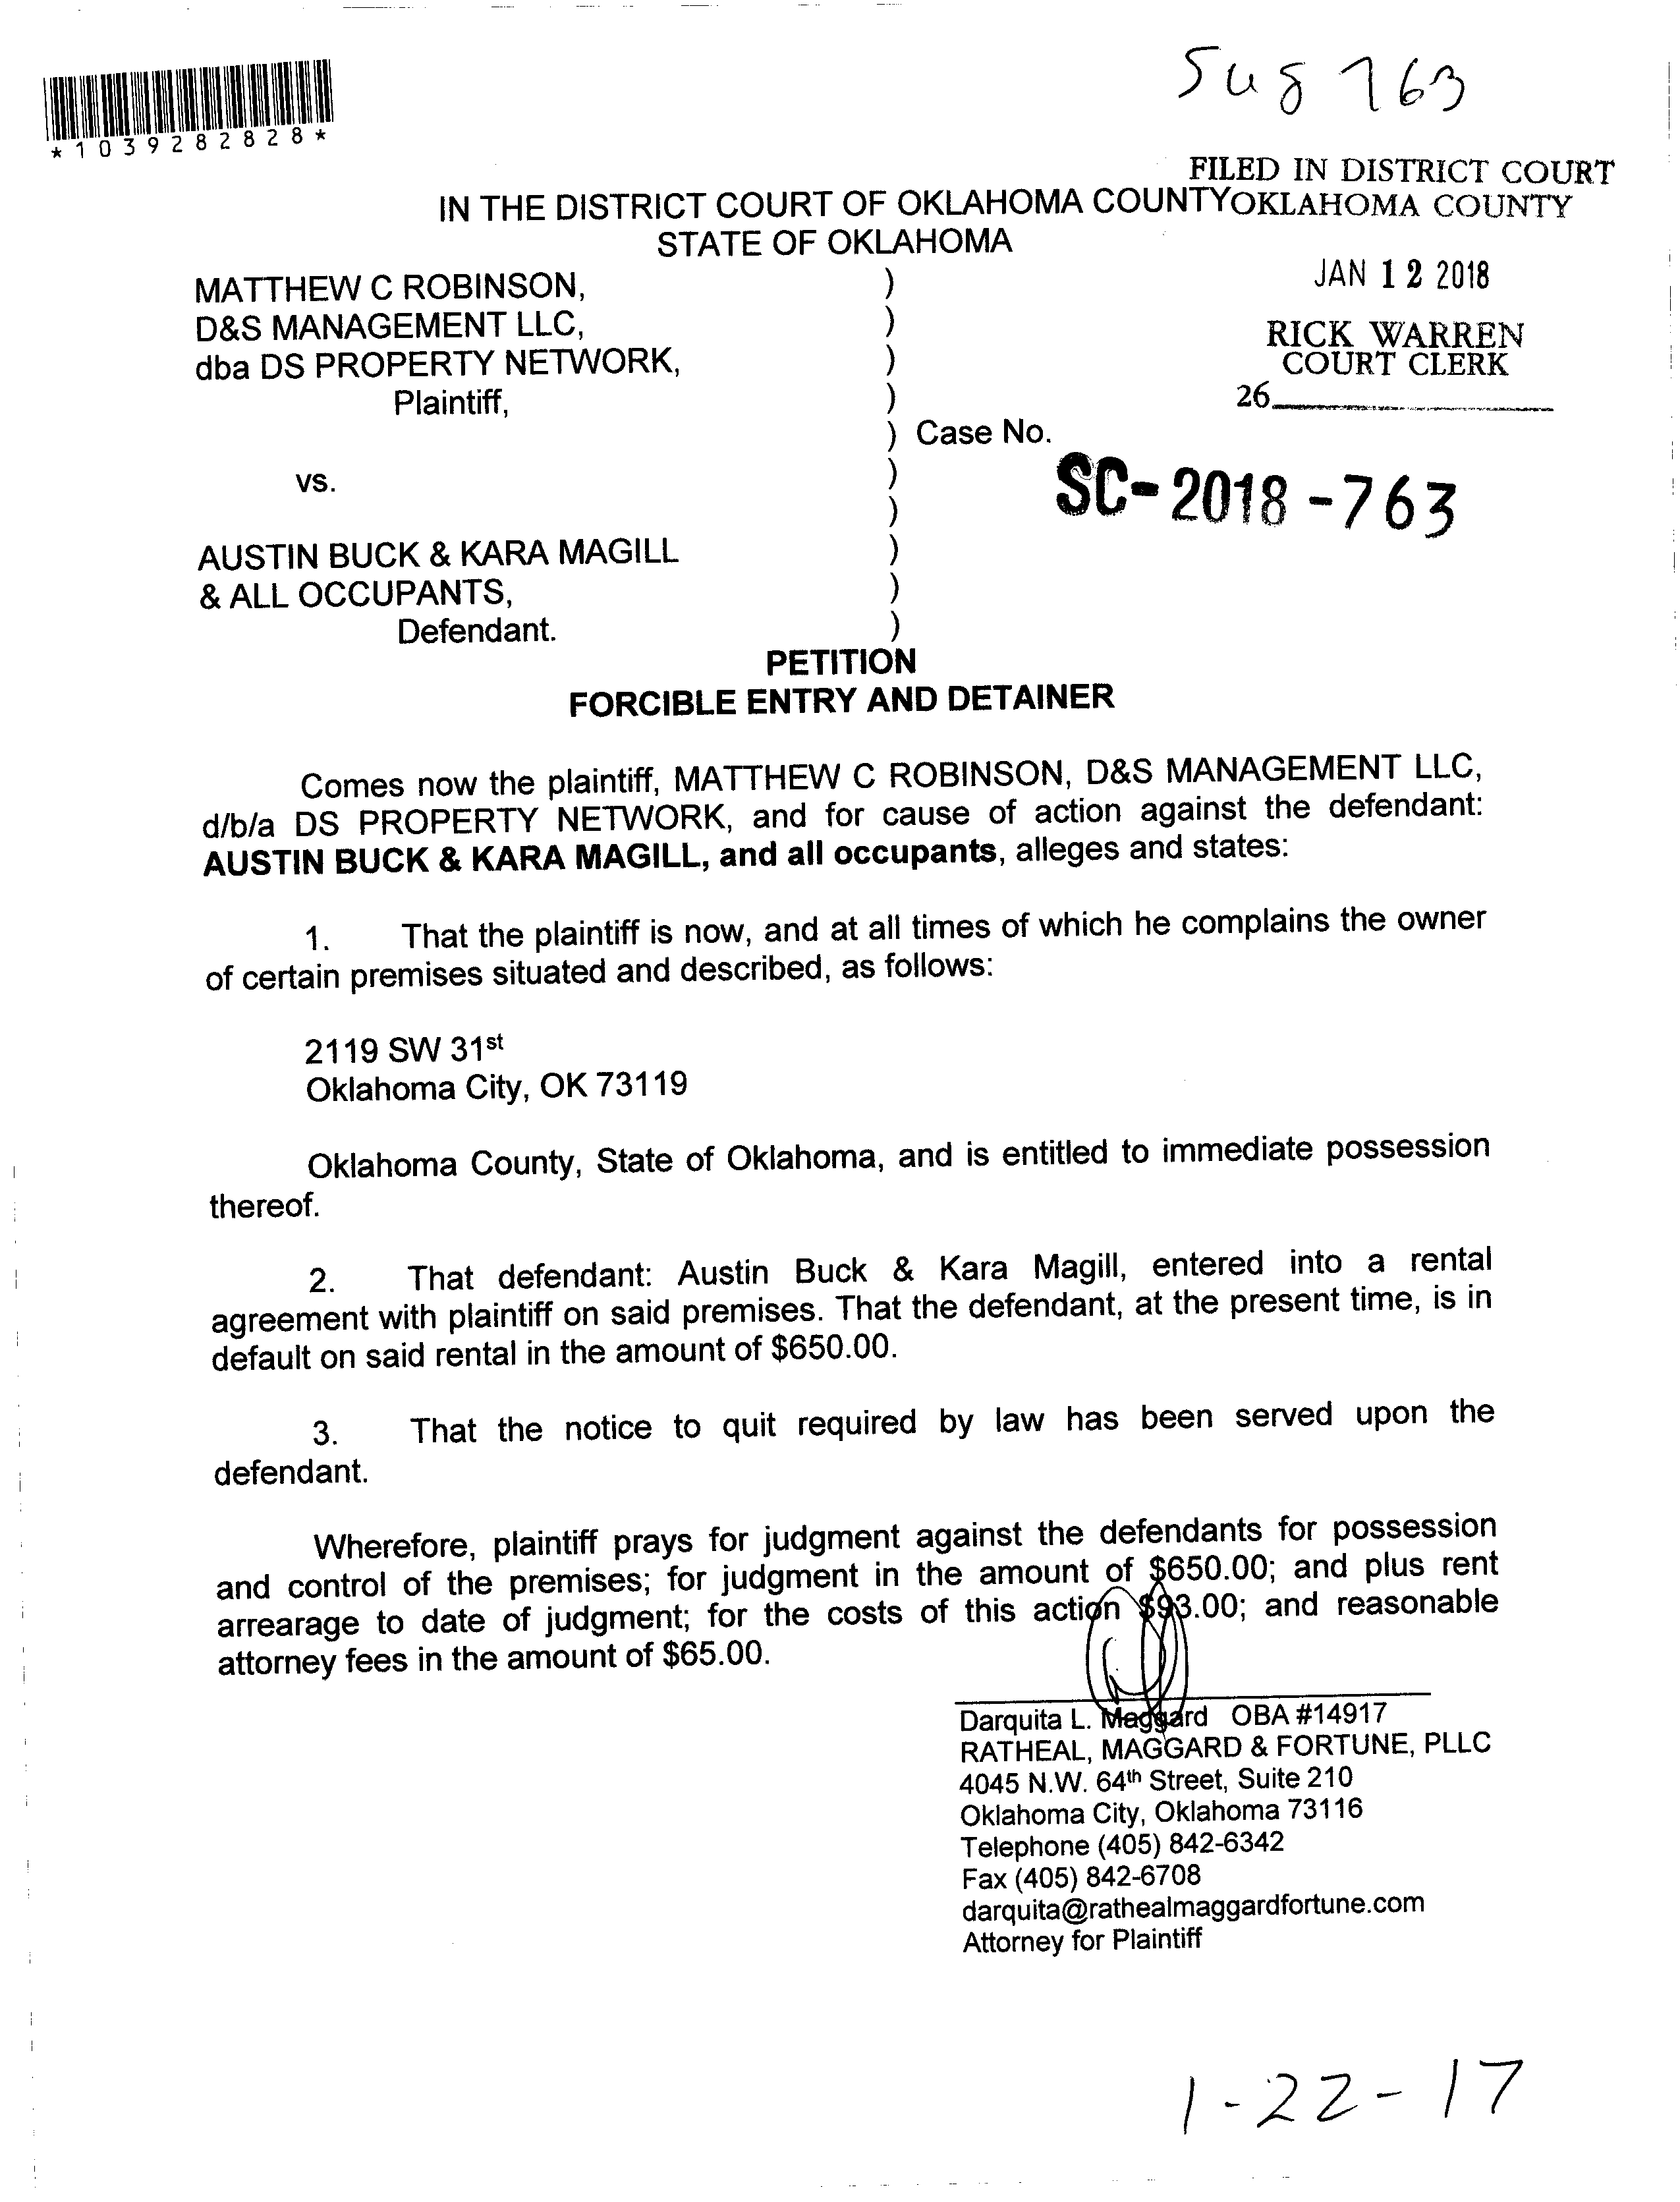 Sug 763
*1039282828*
FILED IN DISTRICT COURT
IN THE DISTRICT COURT OF OKLAHOMA COUNTY OKLAHOMA COUNTY
STATE OF OKLAHOMA
JAN 12 2018
MATTHEW C ROBINSON, )
D&S MANAGEMENT LLC, )
RICK WARREN
dba DS PROPERTY NETWORK, )
COURT CLERK
Plaintiff, )
26
) Case No.
vs. )
SC-2018-763
)
AUSTIN BUCK & KARA MAGILL )
& ALL OCCUPANTS, )
Defendant. )
PETITION
FORCIBLE ENTRY AND DETAINER
Comes now the plaintiff, MATTHEW C ROBINSON, D&S MANAGEMENT LLC,
d/b/a DS PROPERTY NETWORK, and for cause of action against the defendant:
AUSTIN BUCK & KARA MAGILL, and all occupants, alleges and states:
1. That the plaintiff is now, and at all times of which he complains the owner
of certain premises situated and described, as follows:
2119 SW 31st
Oklahoma City, OK 73119
Oklahoma County, State of Oklahoma, and is entitled to immediate possession
thereof.
2. That defendant: Austin Buck & Kara Magill, entered into a rental
agreement with plaintiff on said premises. That the defendant, at the present time, is in
default on said rental in the amount of $650.00.
3. That the notice to quit required by law has been served upon the
defendant.
Wherefore, plaintiff prays for judgment against the defendants for possession
and control of the premises; for judgment in the amount of $650.00; and plus rent
arrearage to date of judgment; for the costs of this action $93.00; and reasonable
attorney fees in the amount of $65.00.
Darquita L. Maggard OBA #14917
RATHEAL, MAGGARD & FORTUNE, PLLC
4045 N.W. 64th Street, Suite 210
Oklahoma City, Oklahoma 73116
Telephone (405) 842-6342
Fax (405) 842-6708
darquita@rathealmaggardfortune.com
Attorney for Plaintiff
1-22-17